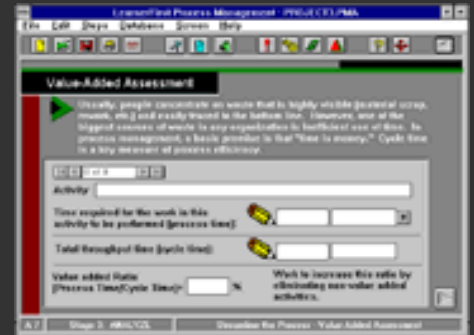 LearnerFirst Process Management - PROJECT1.PMA
File Edit Steps Database Screen Help
Value-Added Assessment
Usually, people concentrate on waste that is highly visible (material scrap,
rework, etc.) and easily traced to the bottom line. However, one of the
biggest sources of waste in any organization is inefficient use of time. In
process management, a basic premise is that "time is money." Cycle time
is a key measure of process efficiency.
Activity
Time required for the work in this
activity to be performed (process time):
Total throughput time (cycle time):
Value added Ratio
(Process Time/Cycle Time)=
%
Work to increase this ratio by
eliminating non-value added
activities.
Stage 3: ANALYZE
Streamline the Process - Value Added Assessment